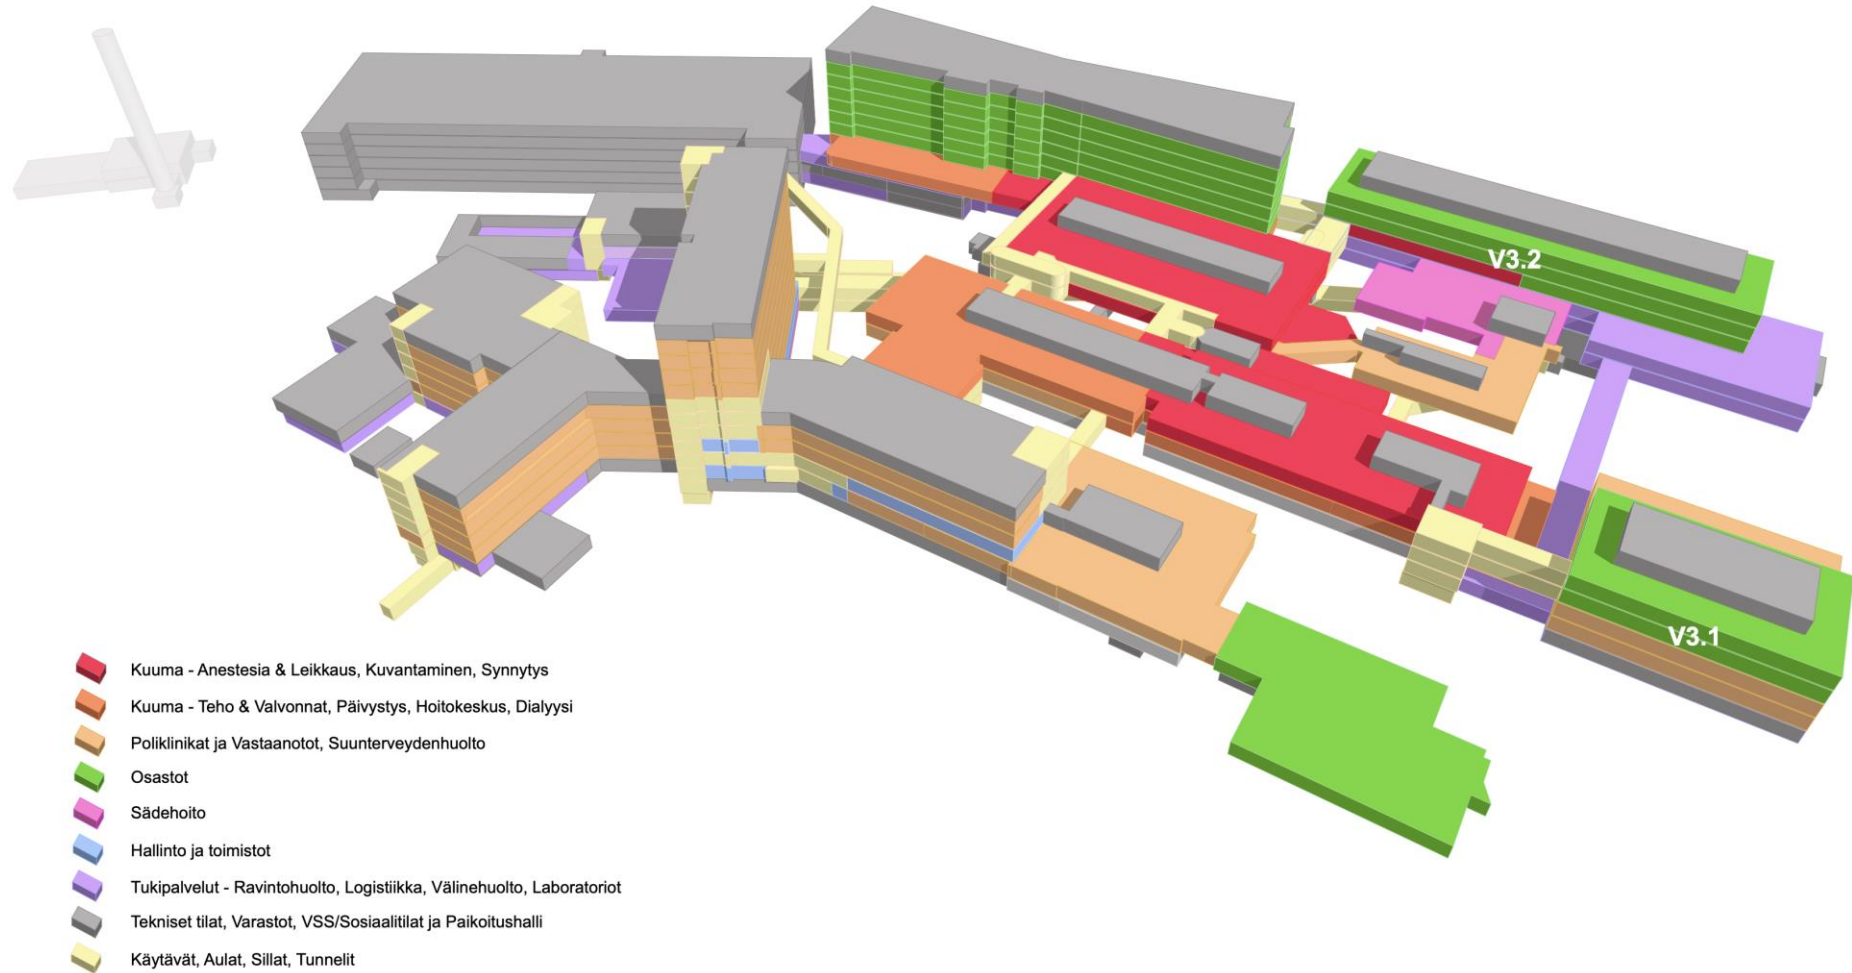 V3.2
V3.1
Kuuma - Anestesia & Leikkaus, Kuvantaminen, Synnytys
Kuuma - Teho & Valvonnat, Päivystys, Hoitokeskus, Dialyysi
Poliklinikat ja Vastaanotot, Suunterveydenhuolto
Osastot
Sädehoito
Hallinto ja toimistot
Tukipalvelut - Ravintohuolto, Logistiikka, Välinehuolto, Laboratoriot
Tekniset tilat, Varastot, VSS/Sosiaalitilat ja Paikoitushalli
Käytävät, Aulat, Sillat, Tunnelit